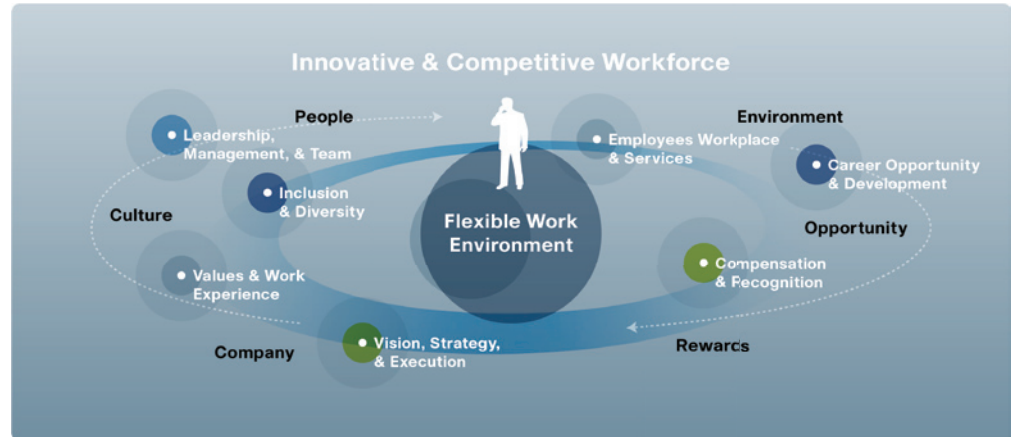 Innovative & Competitive Workforce
People
Environment
Leadership,
Management, & Team
Employees Workplace
& Services
Career Opportunity
& Development
Inclusion
& Diversity
Culture
Flexible Work
Environment
Opportunity
Values & Work
Experience
Compensation
& Recognition
Company
Vision, Strategy,
& Execution
Rewards